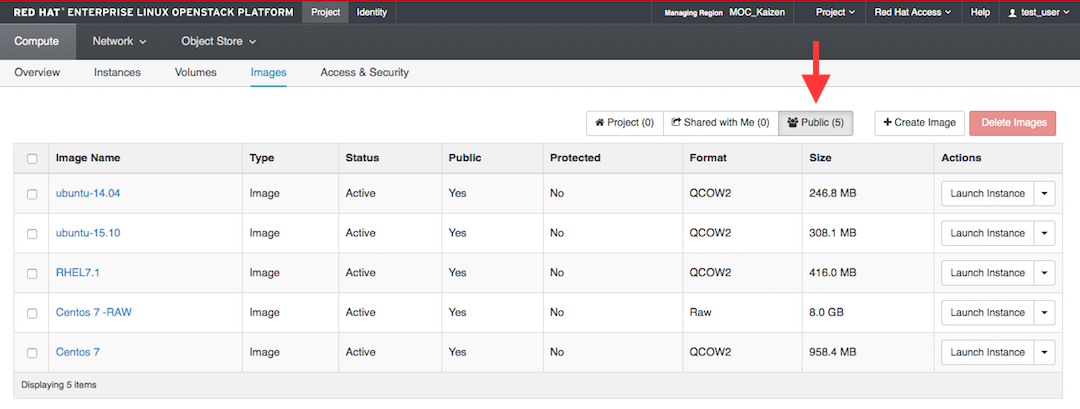 RED HAT ENTERPRISE LINUX OPENSTACK PLATFORM Project Identity Managing Region MOC_Kaizen Project Red Hat Access Help test_user
Compute Network Object Store
Overview Instances Volumes Images Access & Security
Project (0) Shared with Me (0) Public (5) + Create Image Delete Images
Image Name Type Status Public Protected Format Size Actions
ubuntu-14.04 Image Active Yes No QCOW2 246.8 MB Launch Instance
ubuntu-15.10 Image Active Yes No QCOW2 308.1 MB Launch Instance
RHEL7.1 Image Active Yes No QCOW2 416.0 MB Launch Instance
Centos 7 -RAW Image Active Yes No Raw 8.0 GB Launch Instance
Centos 7 Image Active Yes No QCOW2 958.4 MB Launch Instance
Displaying 5 items